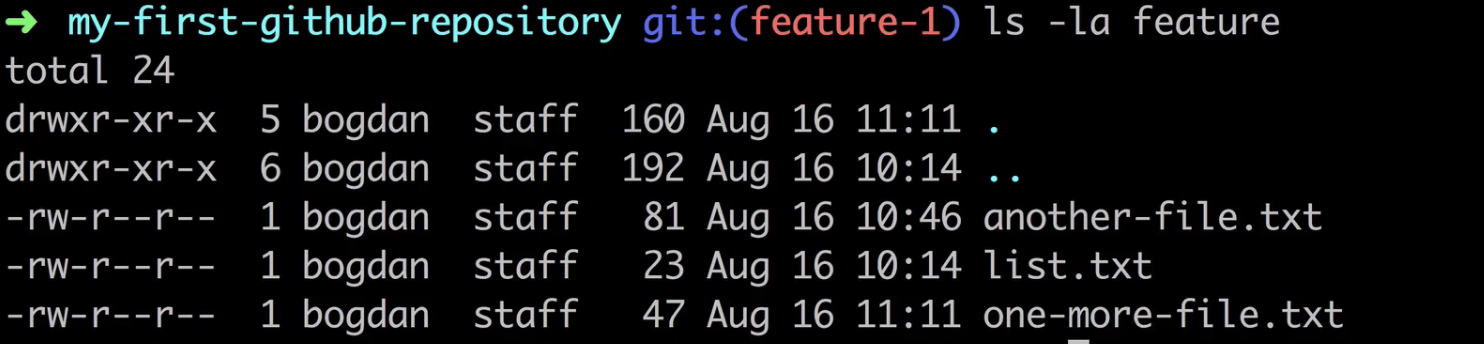 ➜ my-first-github-repository git:(feature-1) ls -la feature
total 24
drwxr-xr-x  5 bogdan  staff  160 Aug 16 11:11 .
drwxr-xr-x  6 bogdan  staff  192 Aug 16 10:14 ..
-rw-r--r--  1 bogdan  staff   81 Aug 16 10:46 another-file.txt
-rw-r--r--  1 bogdan  staff   23 Aug 16 10:14 list.txt
-rw-r--r--  1 bogdan  staff   47 Aug 16 11:11 one-more-file.txt